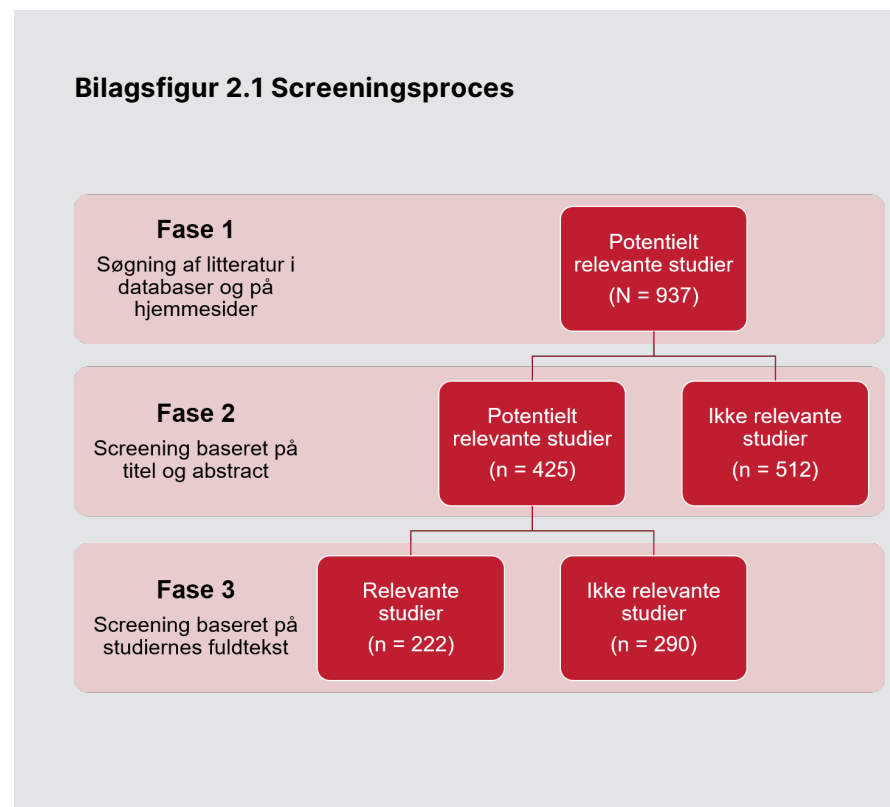 Bilagsfigur 2.1 Screeningsproces
Fase 1
Søgning af litteratur i
databaser og på
hjemmesider
Potentielt
relevante studier
(N = 937)
Fase 2
Screening baseret på
titel og abstract
Potentielt
relevante studier
(n = 425)
Ikke relevante
studier
(n = 512)
Fase 3
Screening baseret på
studiernes fuldtekst
Relevante
studier
(n = 222)
Ikke relevante
studier
(n = 290)